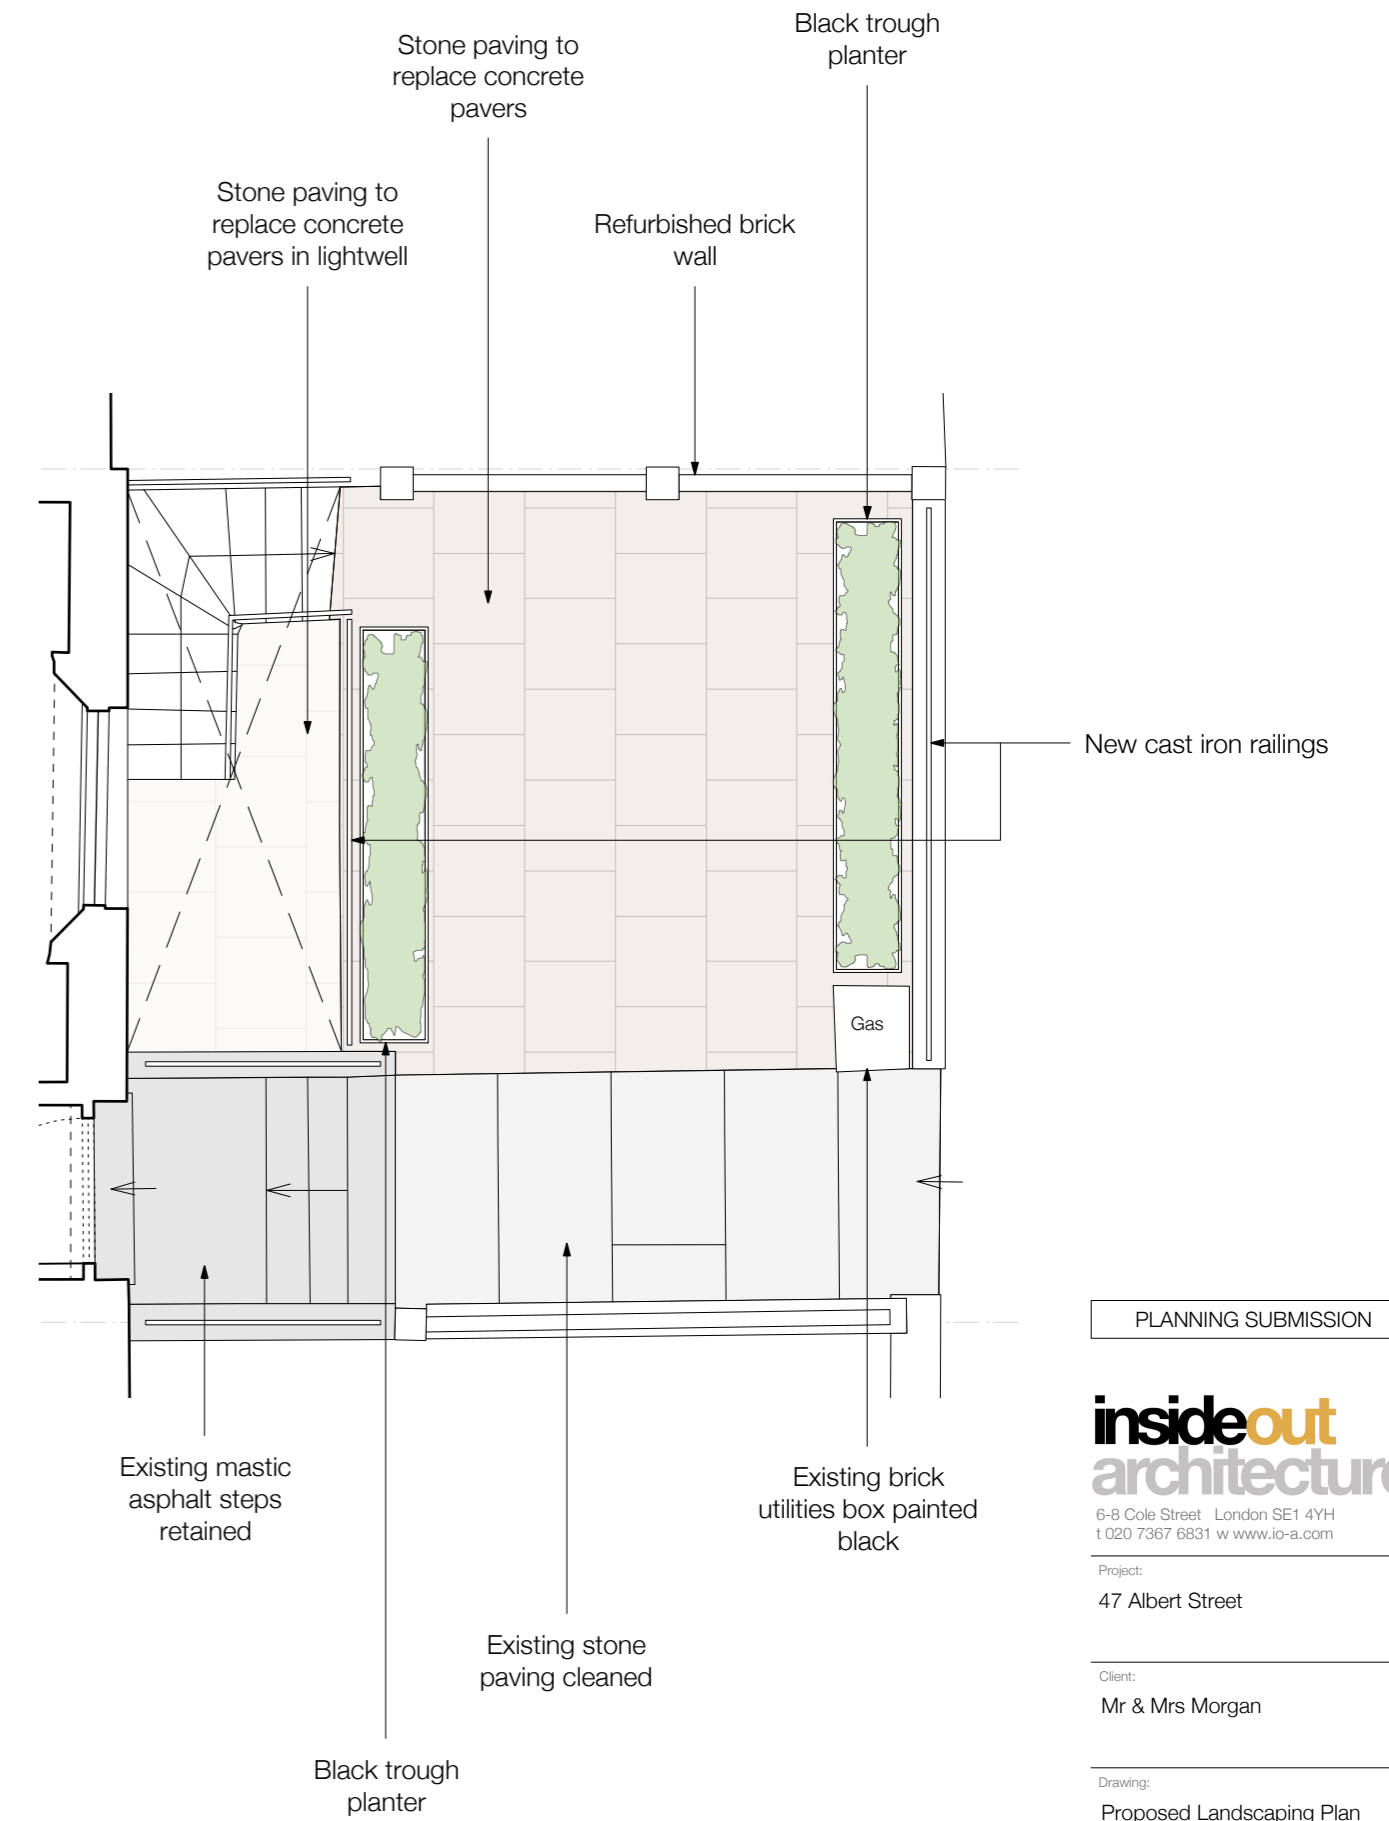 Black trough
planter
Stone paving to
replace concrete
pavers
Stone paving to
replace concrete
pavers in lightwell
Refurbished brick
wall
New cast iron railings
Gas
Existing mastic
asphalt steps
retained
Existing brick
utilities box painted
black
Existing stone
paving cleaned
Black trough
planter
PLANNING SUBMISSION
insideout
architecture
6-8 Cole Street London SE1 4YH
t 020 7367 6831 w www.io-a.com
Project:
47 Albert Street
Client:
Mr & Mrs Morgan
Drawing:
Proposed Landscaping Plan